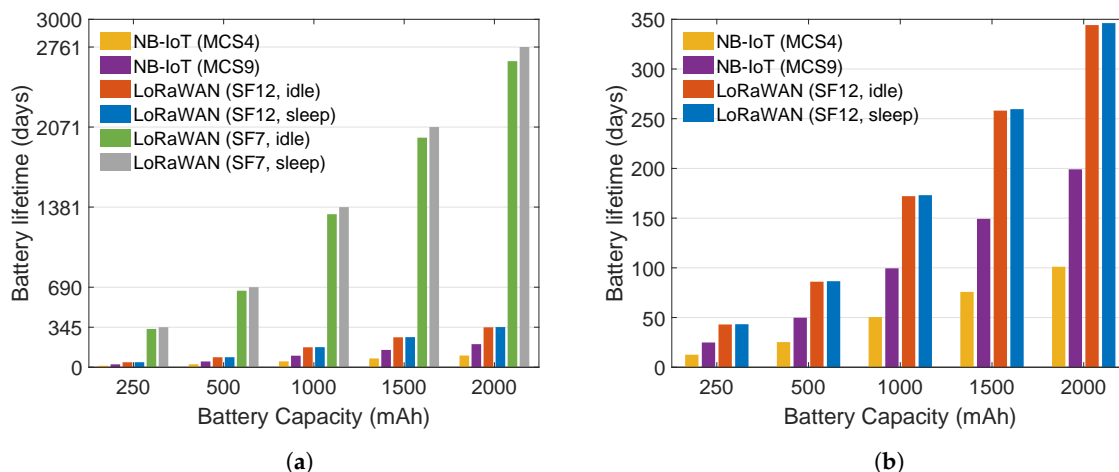 3000
2761
2071
1381
690
345
0
Battery lifetime (days)
NB-IoT (MCS4)
NB-IoT (MCS9)
LoRaWAN (SF12, idle)
LoRaWAN (SF12, sleep)
LoRaWAN (SF7, idle)
LoRaWAN (SF7, sleep)
250 500 1000 1500 2000
Battery Capacity (mAh)
(a)
350
300
250
200
150
100
50
0
Battery lifetime (days)
NB-IoT (MCS4)
NB-IoT (MCS9)
LoRaWAN (SF12, idle)
LoRaWAN (SF12, sleep)
250 500 1000 1500 2000
Battery Capacity (mAh)
(b)